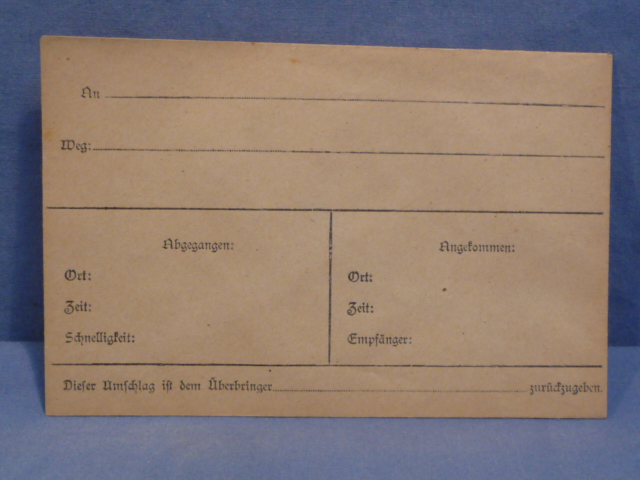 An
Weg:
Abgegangen:
Ort:
Zeit:
Schnelligkeit:
Angekommen:
Ort:
Zeit:
Empfänger:
Dieser Umschlag ist dem Überbringer zurückzugeben.